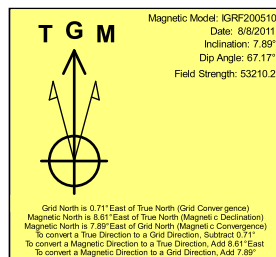 T G M
Magnetic Model: IGRF200510
Date: 8/8/2011
Inclination: 7.89°
Dip Angle: 67.17°
Field Strength: 53210.2
Grid North is 0.71° East of True North (Grid Convergence)
Magnetic North is 8.61° East of True North (Magnetic Declination)
Magnetic North is 7.89° East of Grid North (Magnetic Convergence)
To convert a True Direction to a Grid Direction, Subtract 0.71°
To convert a Magnetic Direction to a True Direction, Add 8.61° East
To convert a Magnetic Direction to a Grid Direction, Add 7.89°